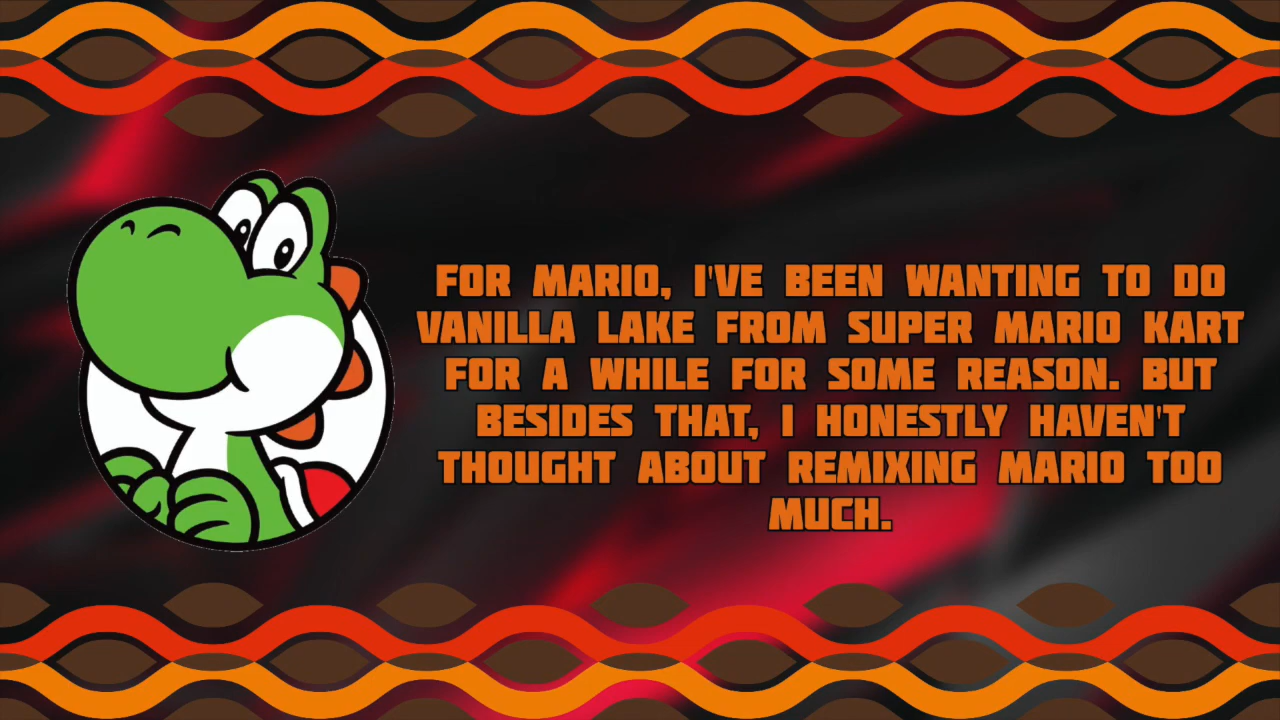 FOR MARIO, I'VE BEEN WANTING TO DO
VANILLA LAKE FROM SUPER MARIO KART
FOR A WHILE FOR SOME REASON. BUT
BESIDES THAT, I HONESTLY HAVEN'T
THOUGHT ABOUT REMIXING MARIO TOO
MUCH.